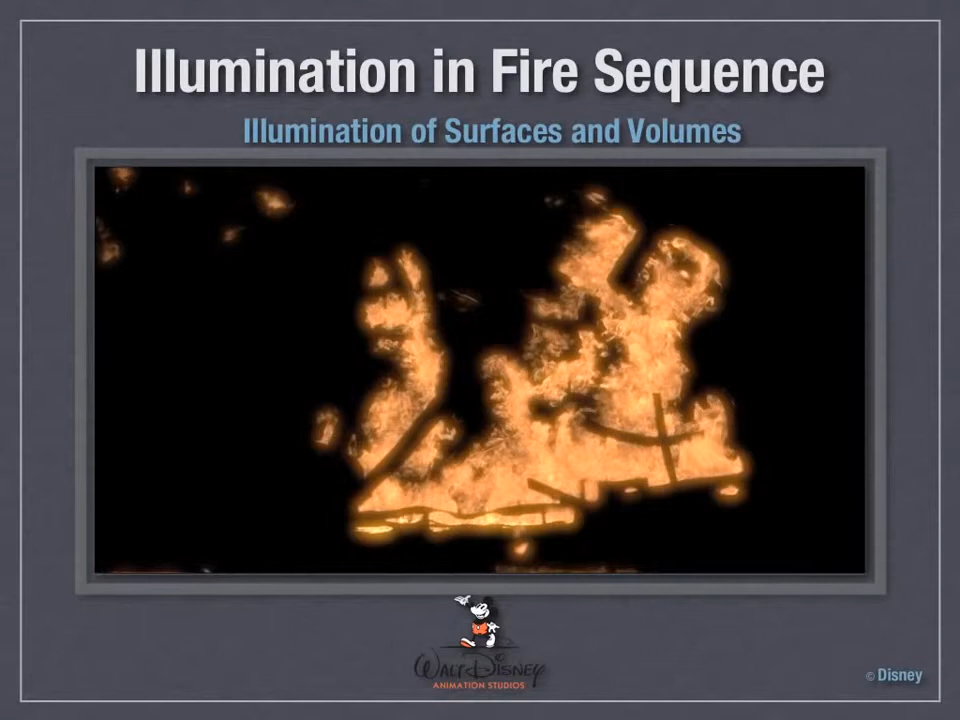 Illumination in Fire Sequence
Illumination of Surfaces and Volumes
WALT DISNEY
ANIMATION STUDIOS
© Disney